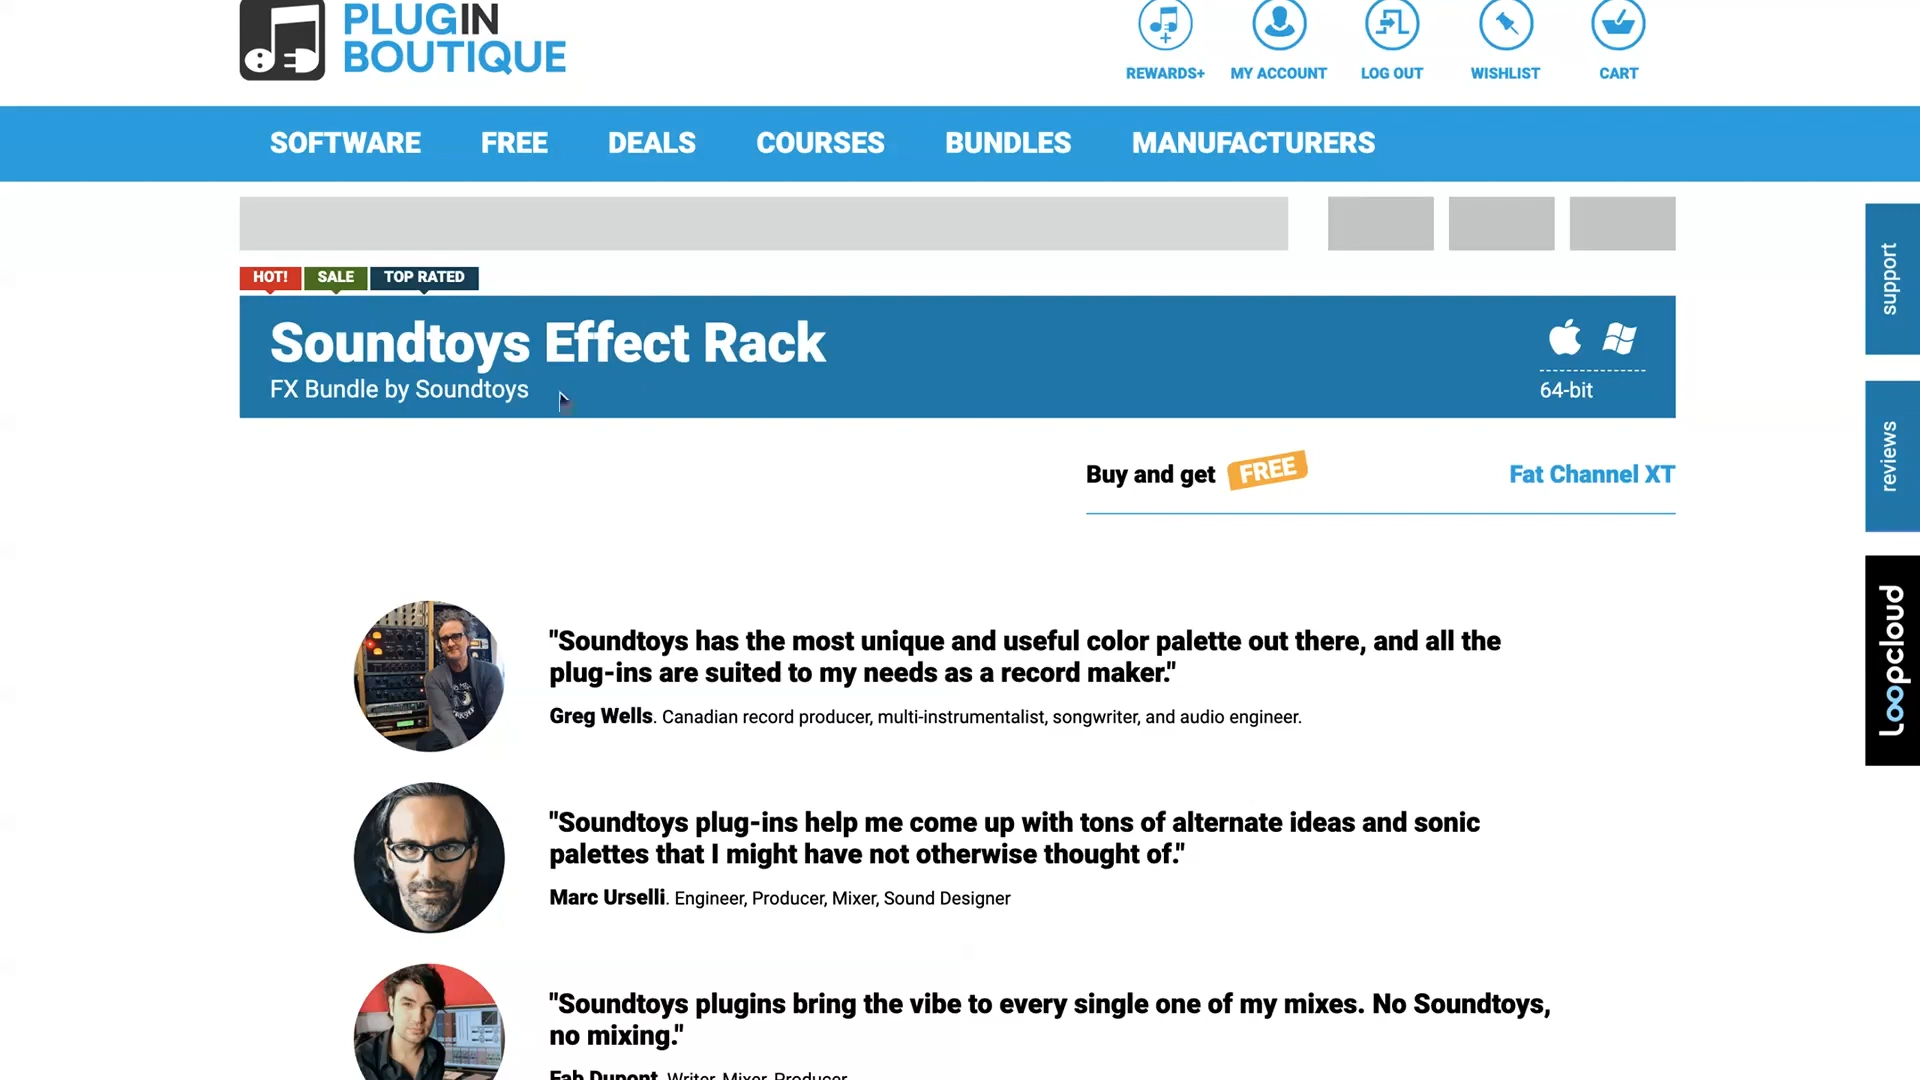 PLUGIN
BOUTIQUE
REWARDS+ MY ACCOUNT LOG OUT WISHLIST CART
SOFTWARE FREE DEALS COURSES BUNDLES MANUFACTURERS
HOT! SALE TOP RATED
Soundtoys Effect Rack
FX Bundle by Soundtoys
64-bit
support
reviews
Loopcloud
Buy and get FREE Fat Channel XT
"Soundtoys has the most unique and useful color palette out there, and all the
plug-ins are suited to my needs as a record maker."
Greg Wells. Canadian record producer, multi-instrumentalist, songwriter, and audio engineer.
"Soundtoys plug-ins help me come up with tons of alternate ideas and sonic
palettes that I might have not otherwise thought of."
Marc Urselli. Engineer, Producer, Mixer, Sound Designer
"Soundtoys plugins bring the vibe to every single one of my mixes. No Soundtoys,
no mixing."
Fab Dupont. Writer, Mixer, Producer